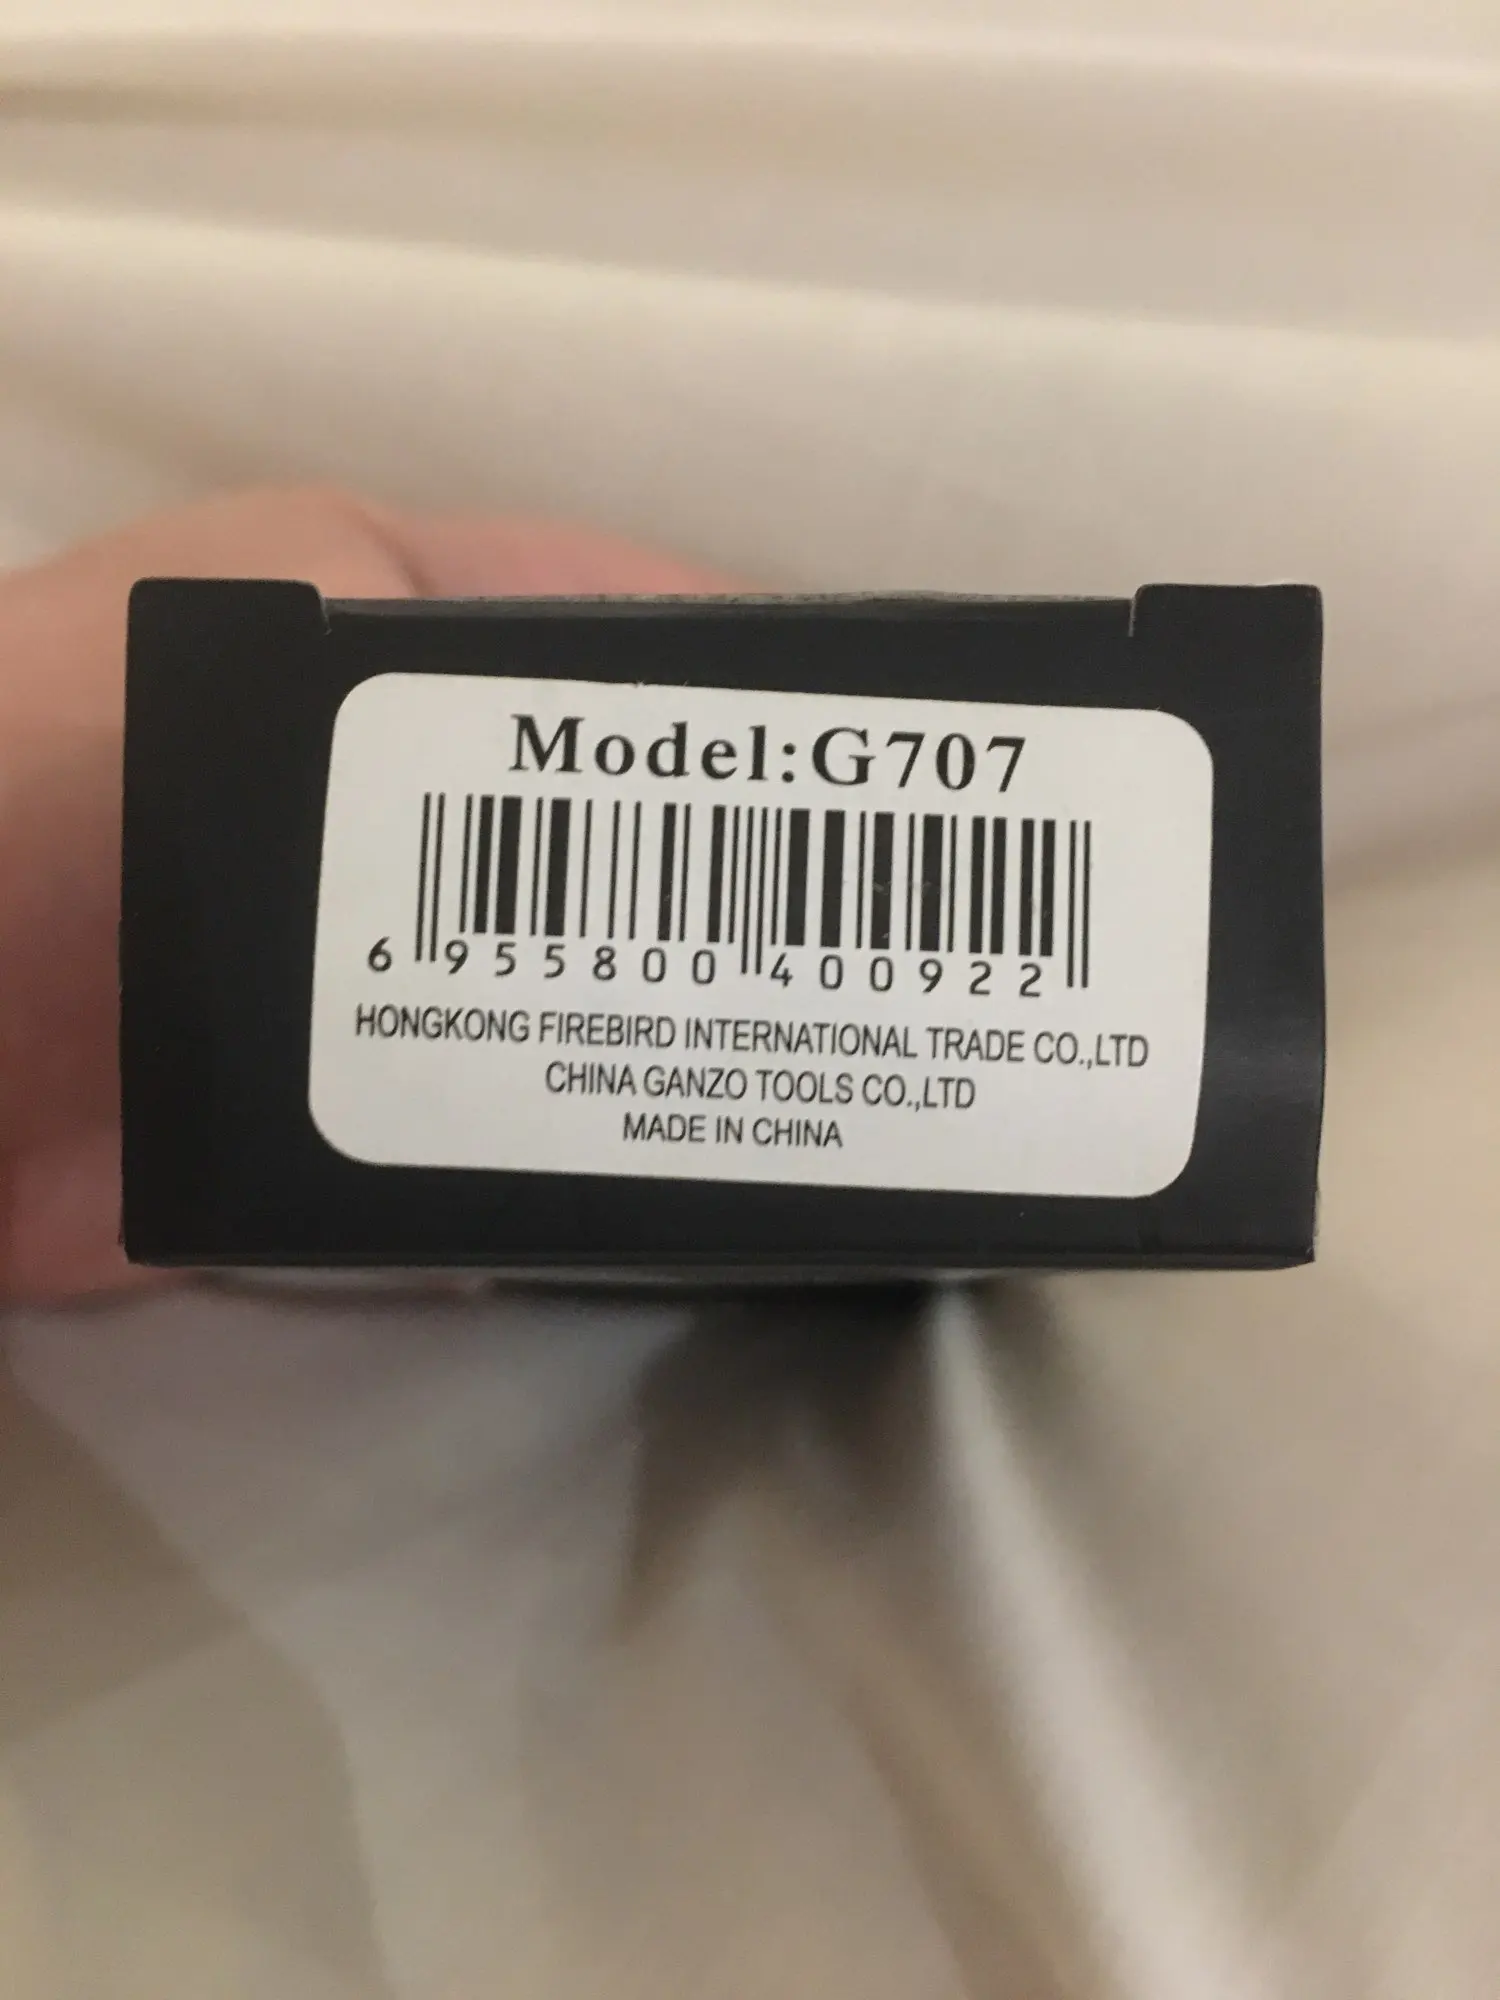 Model:G707
6 955800 400922
HONGKONG FIREBIRD INTERNATIONAL TRADE CO.,LTD
CHINA GANZO TOOLS CO.,LTD
MADE IN CHINA